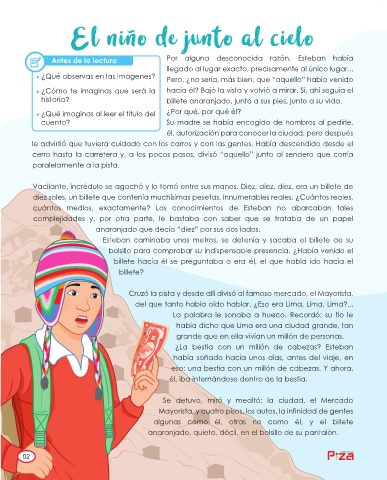 El niño de junto al cielo
Antes de la lectura
• ¿Qué observas en las imágenes?
• ¿Cómo te imaginas que será la
historia?
• ¿Qué imaginas al leer el título del
cuento?
Por alguna desconocida razón, Esteban había
llegado al lugar exacto, precisamente al único lugar...
Pero, ¿no sería, más bien, que “aquello” había venido
hacia él? Bajó la vista y volvió a mirar. Sí, ahí seguía el
billete anaranjado, junto a sus pies, junto a su vida.
¿Por qué, por qué él?
Su madre se había encogido de hombros al pedirle,
él, autorización para conocer la ciudad, pero después
le advirtió que tuviera cuidado con los carros y con las gentes. Había descendido desde el
cerro hasta la carretera y, a los pocos pasos, divisó “aquello” junto al sendero que corría
paralelamente a la pista.
Vacilante, incrédulo se agachó y lo tomó entre sus manos. Diez, diez, diez, era un billete de
diez soles, un billete que contenía muchísimas pesetas, innumerables reales. ¿Cuántos reales,
cuántos medios, exactamente? Los conocimientos de Esteban no abarcaban tales
complejidades y, por otra parte, le bastaba con saber que se trataba de un papel
anaranjado que decía “diez” por sus dos lados.
Esteban caminaba unos metros, se detenía y sacaba el billete de su
bolsillo para comprobar su indispensable presencia. ¿Había venido el
billete hacia él se preguntaba o era él, el que había ido hacia el
billete?
Cruzó la pista y desde allí divisó al famoso mercado, el Mayorista,
del que tanto había oído hablar. ¿Eso era Lima, Lima, Lima?...
La palabra le sonaba a hueco. Recordó: su tío le
había dicho que Lima era una ciudad grande, tan
grande que en ella vivían un millón de personas.
¿La bestia con un millón de cabezas? Esteban
había soñado hacía unos días, antes del viaje, en
eso: una bestia con un millón de cabezas. Y ahora,
él, iba internándose dentro de la bestia.
Se detuvo, miró y meditó; la ciudad, el Mercado
Mayorista, y cuatro pisos, los autos, la infinidad de gentes
algunas como él, otras no como él, y el billete
anaranjado, quieto, dócil, en el bolsillo de su pantalón.
02